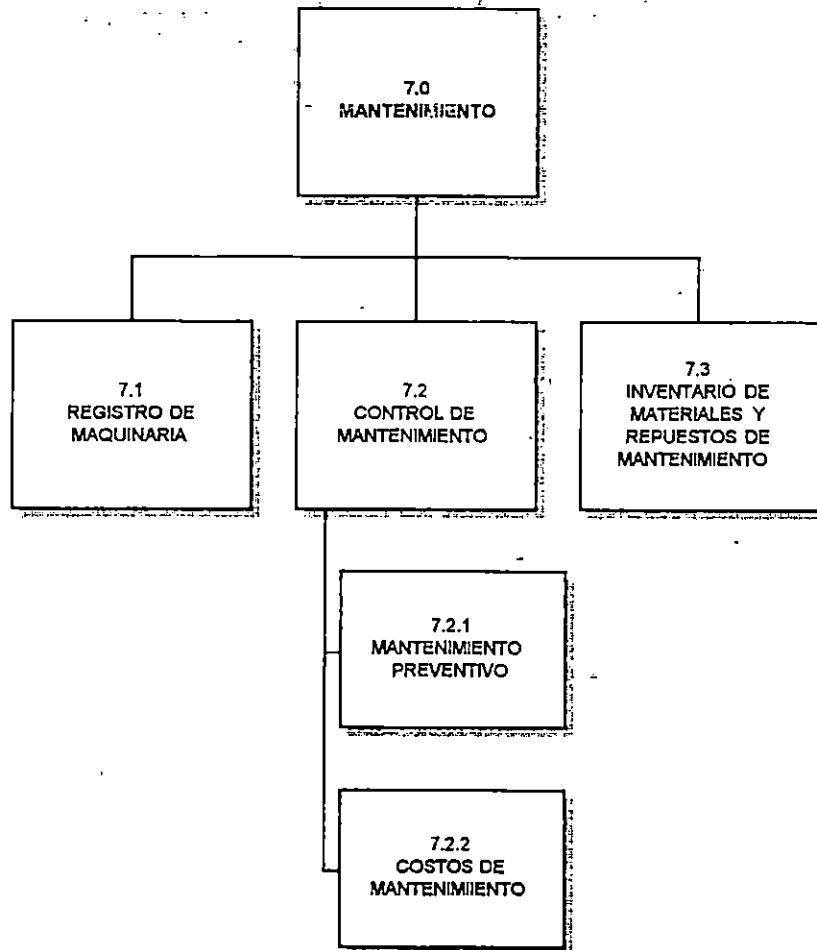 7.0
MANTENIMIENTO
7.1
REGISTRO DE
MAQUINARIA
7.2
CONTROL DE
MANTENIMIENTO
7.3
INVENTARIO DE
MATERIALES Y
REPUESTOS DE
MANTENIMIENTO
7.2.1
MANTENIMIENTO
PREVENTIVO
7.2.2
COSTOS DE
MANTENIMIIENTO